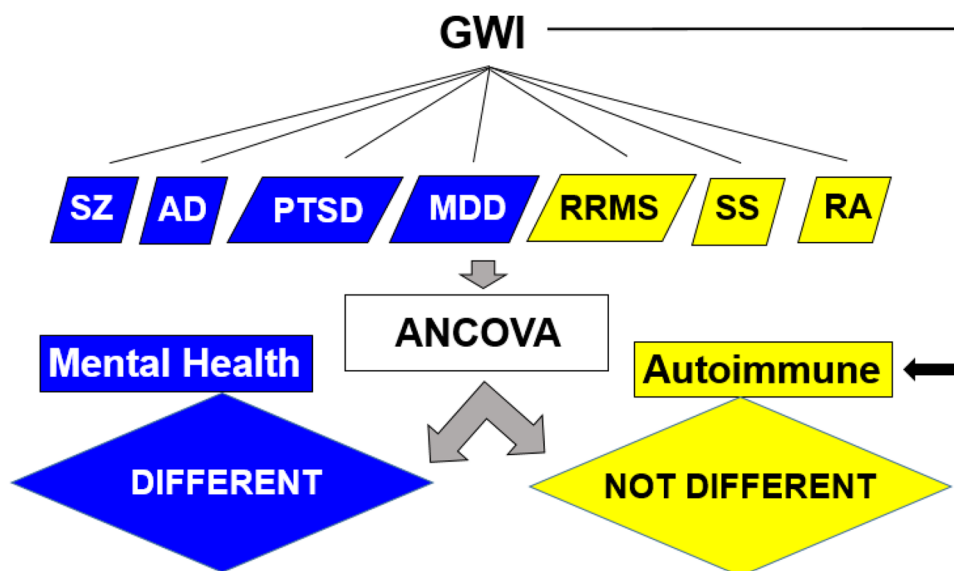 GWI
SZ AD PTSD MDD RRMS SS RA
ANCOVA
Mental Health
Autoimmune
DIFFERENT
NOT DIFFERENT